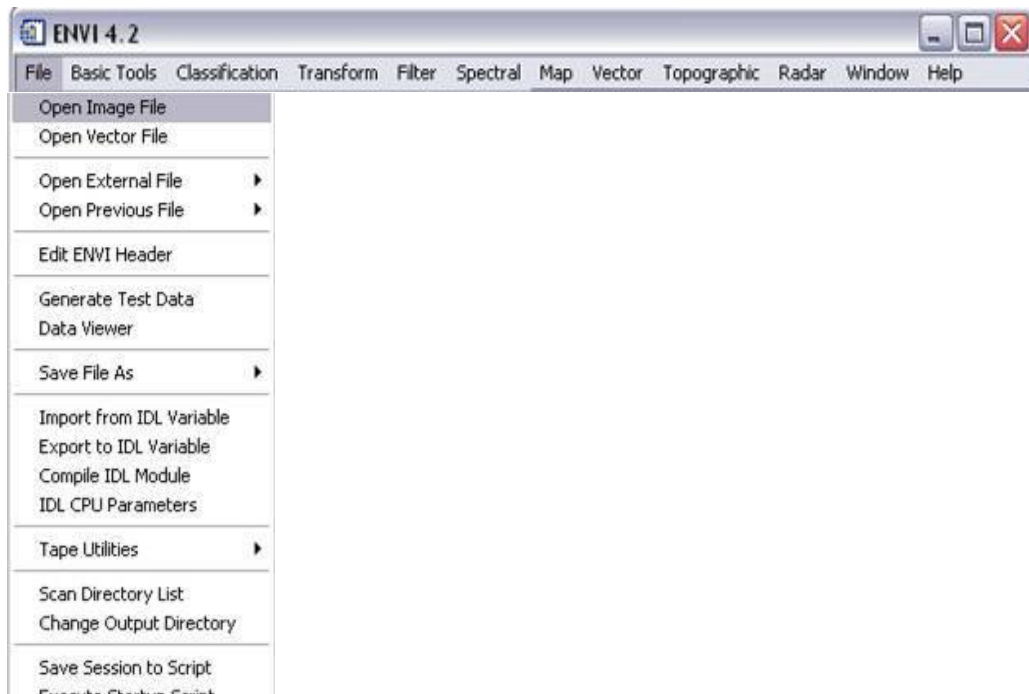 ENVI 4.2
File Basic Tools Classification Transform Filter Spectral Map Vector Topographic Radar Window Help
Open Image File
Open Vector File
Open External File
Open Previous File
Edit ENVI Header
Generate Test Data
Data Viewer
Save File As
Import from IDL Variable
Export to IDL Variable
Compile IDL Module
IDL CPU Parameters
Tape Utilities
Scan Directory List
Change Output Directory
Save Session to Script
Execute Startup Script